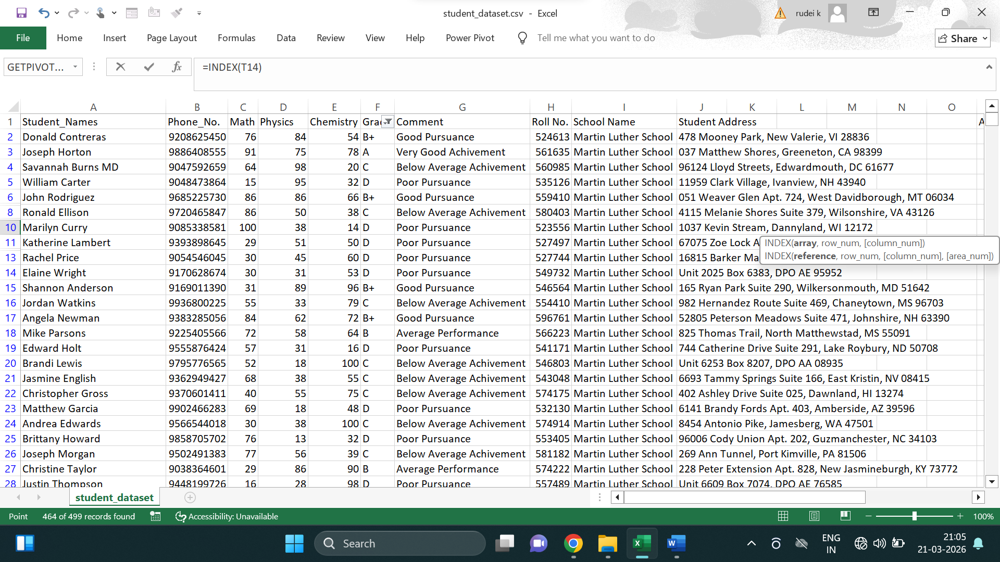 student_dataset.csv - Excel
rudei k
File Home Insert Page Layout Formulas Data Review View Help Power Pivot Tell me what you want to do Share
GETPIVOT... fx =INDEX(T14)
A B C D E F G H I J K L M N O
1 Student_Names Phone_No. Math Physics Chemistry Gra Comment Roll No. School Name Student Address A
2 Donald Contreras 9208625450 76 84 54 B+ Good Pursuance 524613 Martin Luther School 478 Mooney Park, New Valerie, VI 28836
3 Joseph Horton 9886408555 91 75 78 A Very Good Achivement 561635 Martin Luther School 037 Matthew Shores, Greeneton, CA 98399
4 Savannah Burns MD 9047592659 64 98 20 C Below Average Achivement 560985 Martin Luther School 96124 Lloyd Streets, Edwardmouth, DC 61677
5 William Carter 9048473864 15 95 32 D Poor Pursuance 535126 Martin Luther School 11959 Clark Village, Ivanview, NH 43940
6 John Rodriguez 9685225730 86 86 66 B+ Good Pursuance 559410 Martin Luther School 051 Weaver Glen Apt. 724, West Davidborough, MT 06034
8 Ronald Ellison 9720465847 86 50 38 C Below Average Achivement 580403 Martin Luther School 4115 Melanie Shores Suite 379, Wilsonshire, VA 43126
10 Marilyn Curry 9085338581 100 38 14 D Poor Pursuance 523556 Martin Luther School 1037 Kevin Stream, Dannyland, WI 12172
11 Katherine Lambert 9393898645 29 51 50 D Poor Pursuance 527497 Martin Luther School 67075 Zoe Lock A
INDEX(array, row_num, [column_num])
INDEX(reference, row_num, [column_num], [area_num])
13 Rachel Price 9054546045 30 45 60 D Poor Pursuance 527744 Martin Luther School 16815 Barker Ma
14 Elaine Wright 9170628674 30 31 53 D Poor Pursuance 549732 Martin Luther School Unit 2025 Box 6383, DPO AE 95952
15 Shannon Anderson 9169011390 31 89 96 B+ Good Pursuance 546564 Martin Luther School 165 Ryan Park Suite 290, Wilkersonmouth, MD 51642
16 Jordan Watkins 9936800225 55 33 79 C Below Average Achivement 554410 Martin Luther School 982 Hernandez Route Suite 469, Chaneytown, MS 96703
17 Angela Newman 9383285056 84 62 72 B+ Good Pursuance 596761 Martin Luther School 52805 Peterson Meadows Suite 471, Johnshire, NH 63390
18 Mike Parsons 9225405566 72 58 64 B Average Performance 566223 Martin Luther School 825 Thomas Trail, North Matthewstad, MS 55091
19 Edward Holt 9555876424 57 31 16 D Poor Pursuance 541171 Martin Luther School 744 Catherine Drive Suite 291, Lake Roybury, ND 50708
20 Brandi Lewis 9795776565 52 18 100 C Below Average Achivement 546803 Martin Luther School Unit 6253 Box 8207, DPO AA 08935
21 Jasmine English 9362949427 68 38 55 C Below Average Achivement 543048 Martin Luther School 6693 Tammy Springs Suite 166, East Kristin, NV 08415
22 Christopher Gross 9370601411 40 55 75 C Below Average Achivement 574175 Martin Luther School 402 Ashley Drive Suite 025, Dawnland, HI 13274
23 Matthew Garcia 9902466283 69 18 48 D Poor Pursuance 532130 Martin Luther School 6141 Brandy Fords Apt. 403, Amberside, AZ 39596
24 Andrea Edwards 9566544018 30 38 100 C Below Average Achivement 574914 Martin Luther School 8454 Antonio Pike, Jamesberg, WA 47501
25 Brittany Howard 9858705702 76 13 32 D Poor Pursuance 553405 Martin Luther School 96006 Cody Union Apt. 202, Guzmanchester, NC 34103
26 Joseph Morgan 9502491383 77 56 39 C Below Average Achivement 581182 Martin Luther School 269 Ann Tunnel, Port Kimville, PA 81506
27 Christine Taylor 9038364601 29 86 90 B Average Performance 574222 Martin Luther School 228 Peter Extension Apt. 828, New Jasmineburgh, KY 73772
28 Justin Thompson 9448199726 16 28 98 D Poor Pursuance 557489 Martin Luther School Unit 6609 Box 7074, DPO AE 76585
student_dataset
Point 464 of 499 records found Accessibility: Unavailable 100%
Search
ENG
IN
21:05
21-03-2026